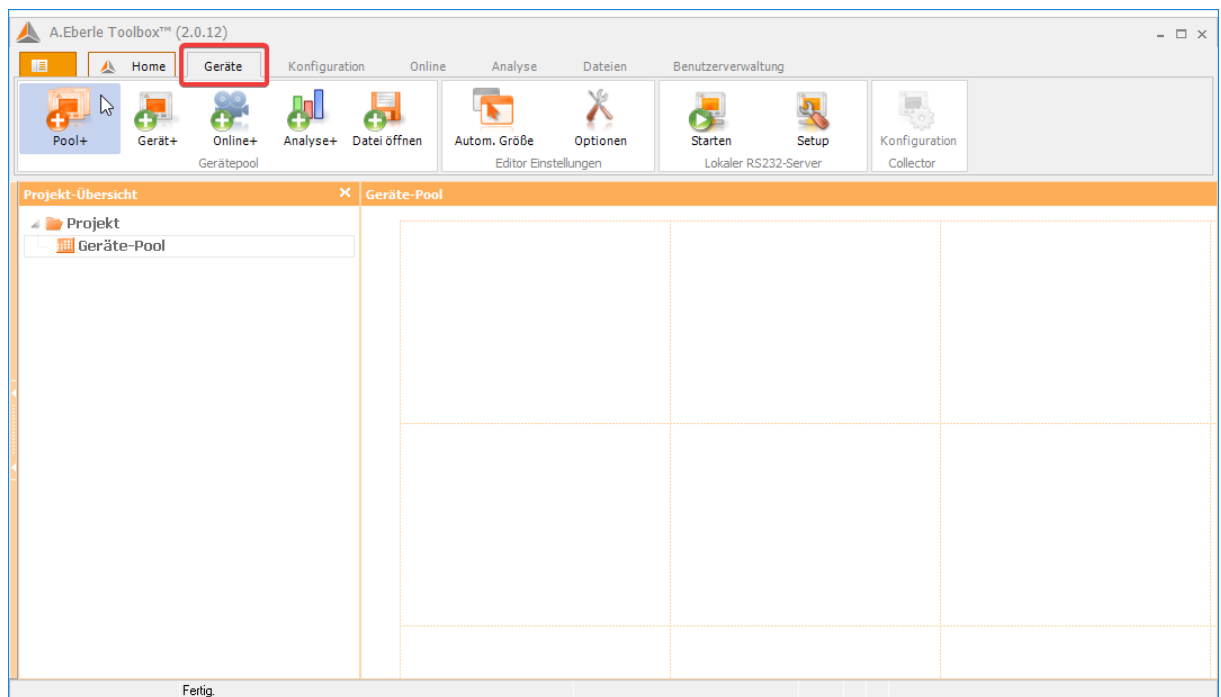 A.Eberle Toolbox™ (2.0.12)
Home Geräte Konfiguration Online Analyse Dateien Benutzerverwaltung
Pool+ Gerät+ Online+ Analyse+ Datei öffnen Autom. Größe Optionen Starten Setup Konfiguration
Gerätepool Editor Einstellungen Lokaler RS232-Server Collector
Projekt-Übersicht Geräte-Pool
Projekt
Geräte-Pool
Fertig.